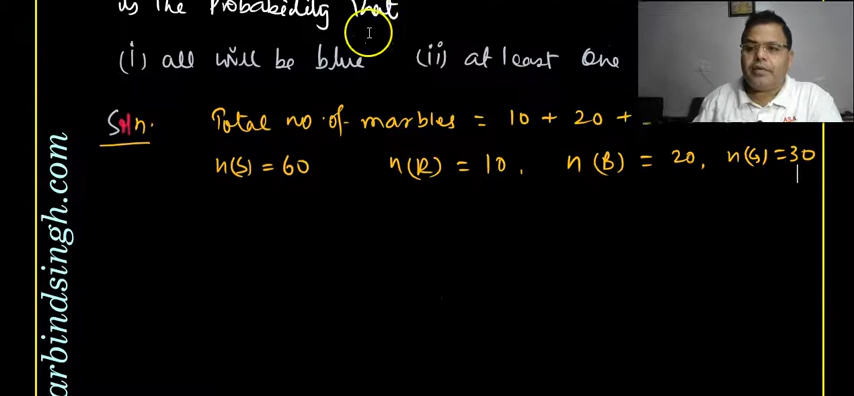 is the Probability that
(i) all will be blue (ii) at least one
Soln. Total no. of marbles = 10 + 20 +
n(S) = 60 n(R) = 10, n(B) = 20, n(G) = 30
arbindsingh.com
ASA